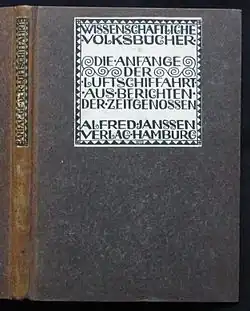 WISSENSCHAFTLICHE
VOLKSBÜCHER
DIE·ANFÄNGE
DER
LUFTSCHIFFAHRT
AUS·BERICHTEN·
DER·ZEITGENOSSEN
ALFRED·JANSSEN
VERLAG·HAMBURG